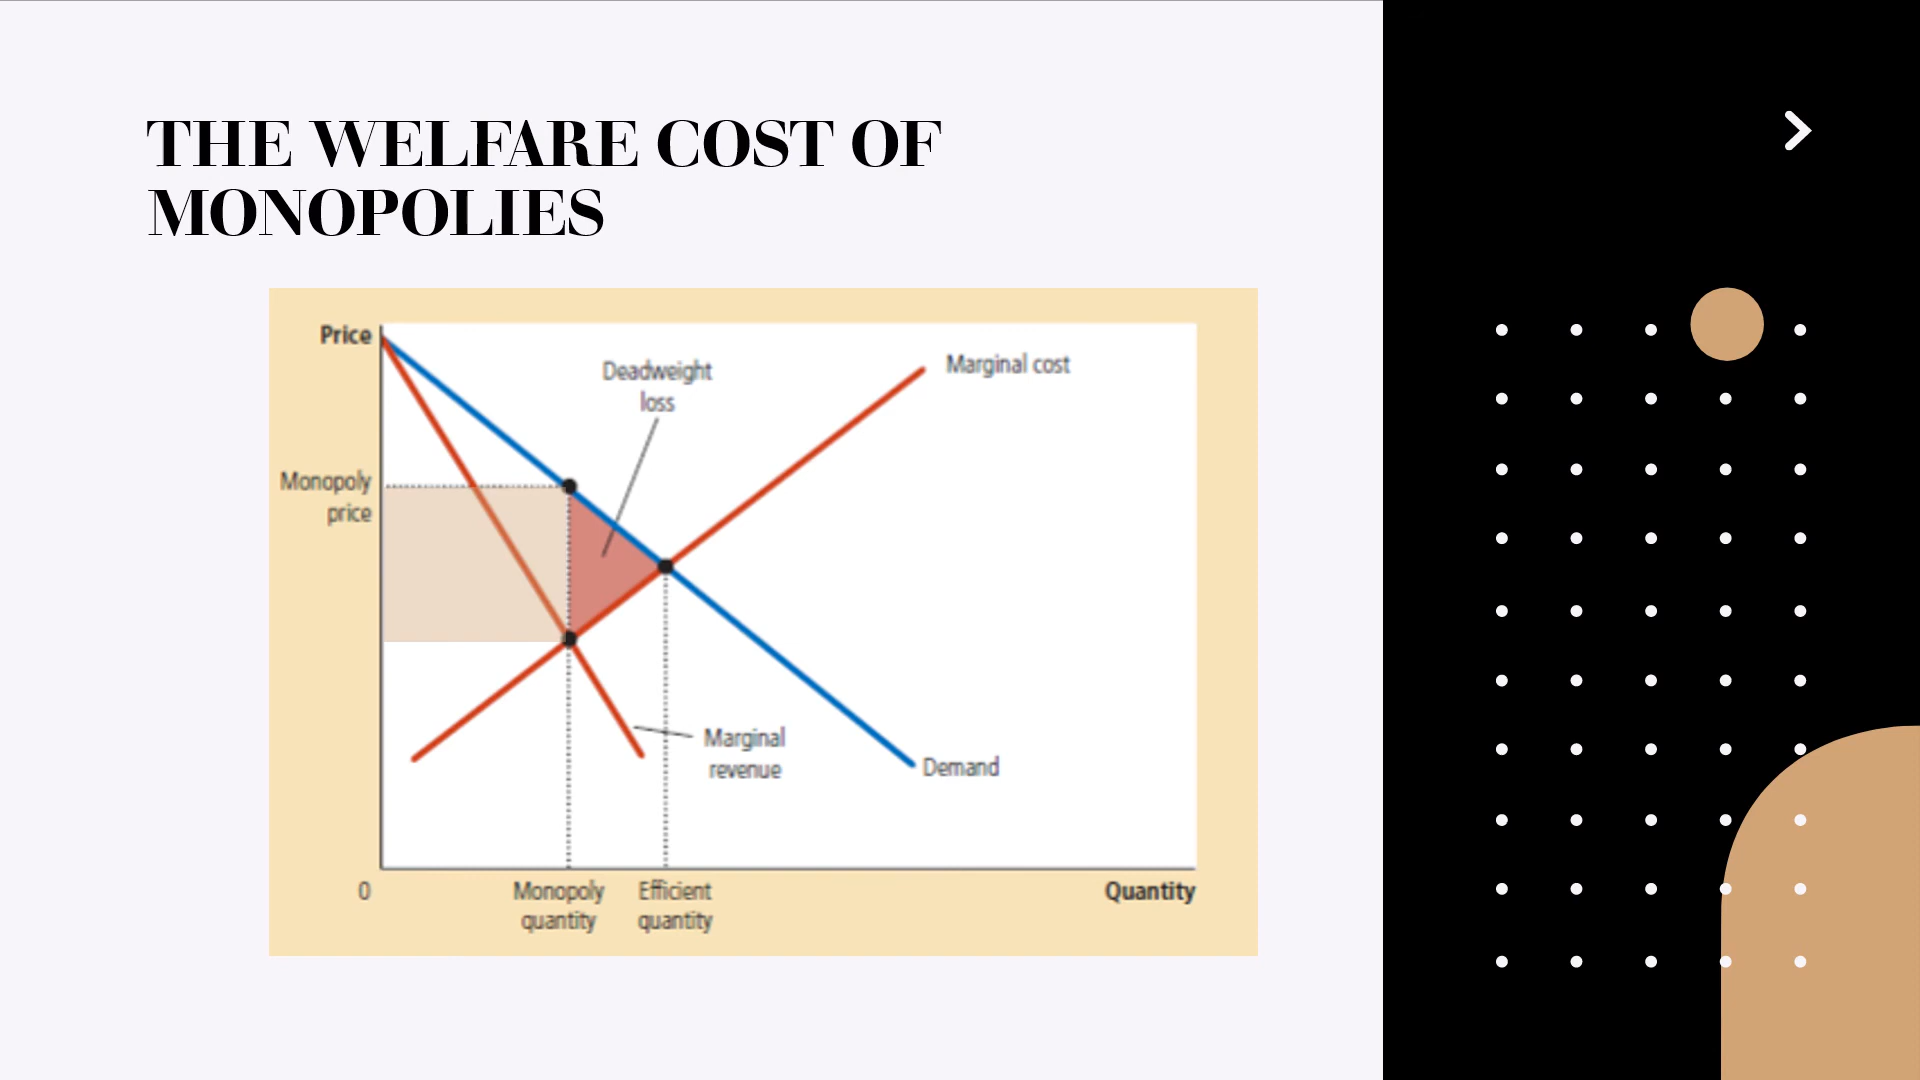 THE WELFARE COST OF
MONOPOLIES
Price
Deadweight
loss
Marginal cost
Monopoly
price
Marginal
revenue
Demand
0
Monopoly
quantity
Efficient
quantity
Quantity